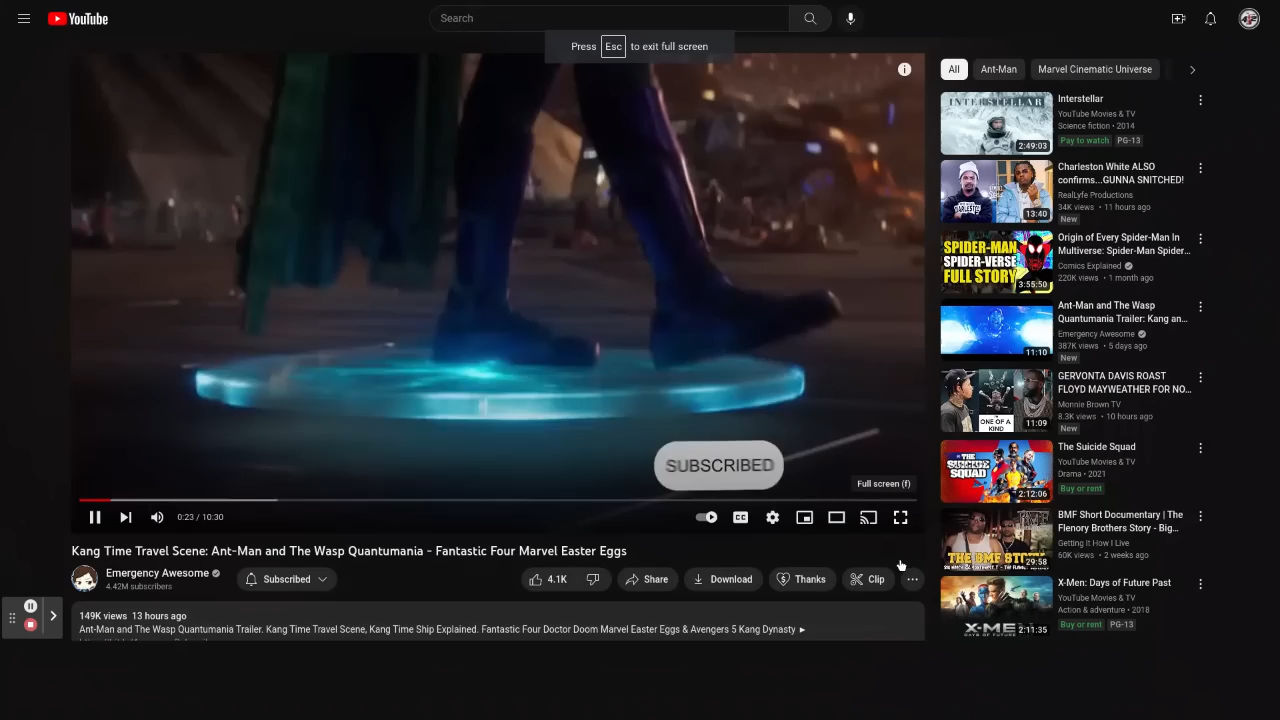 YouTube
Search
Press Esc to exit full screen
All
Ant-Man
Marvel Cinematic Universe
SUBSCRIBED
Full screen (f)
0:23 / 10:30
Kang Time Travel Scene: Ant-Man and The Wasp Quantumania - Fantastic Four Marvel Easter Eggs
Emergency Awesome
4.42M subscribers
Subscribed
4.1K
Share
Download
Thanks
Clip
149K views 13 hours ago
Ant-Man and The Wasp Quantumania Trailer. Kang Time Travel Scene, Kang Time Ship Explained. Fantastic Four Doctor Doom Marvel Easter Eggs & Avengers 5 Kang Dynasty ►
INTERSTELLAR
2:49:03
Interstellar
YouTube Movies & TV
Science fiction • 2014
Pay to watch PG-13
13:40
Charleston White ALSO
confirms...GUNNA SNITCHED!
RealLyfe Productions
34K views • 11 hours ago
New
SPIDER-MAN
SPIDER-VERSE
FULL STORY
3:55:50
Origin of Every Spider-Man In
Multiverse: Spider-Man Spider...
Comics Explained
220K views • 1 month ago
11:10
Ant-Man and The Wasp
Quantumania Trailer: Kang an...
Emergency Awesome
387K views • 5 days ago
New
ONE OF A
KIND
11:09
GERVONTA DAVIS ROAST
FLOYD MAYWEATHER FOR NO...
Monnie Brown TV
8.3K views • 10 hours ago
New
THE
SUICIDE
SQUAD
2:12:06
The Suicide Squad
YouTube Movies & TV
Drama • 2021
Buy or rent
THE BMF STORY
29:58
BMF Short Documentary | The
Flenory Brothers Story - Big...
Getting It How I Live
60K views • 2 weeks ago
X-MEN
2:11:35
X-Men: Days of Future Past
YouTube Movies & TV
Action & adventure • 2018
Buy or rent PG-13